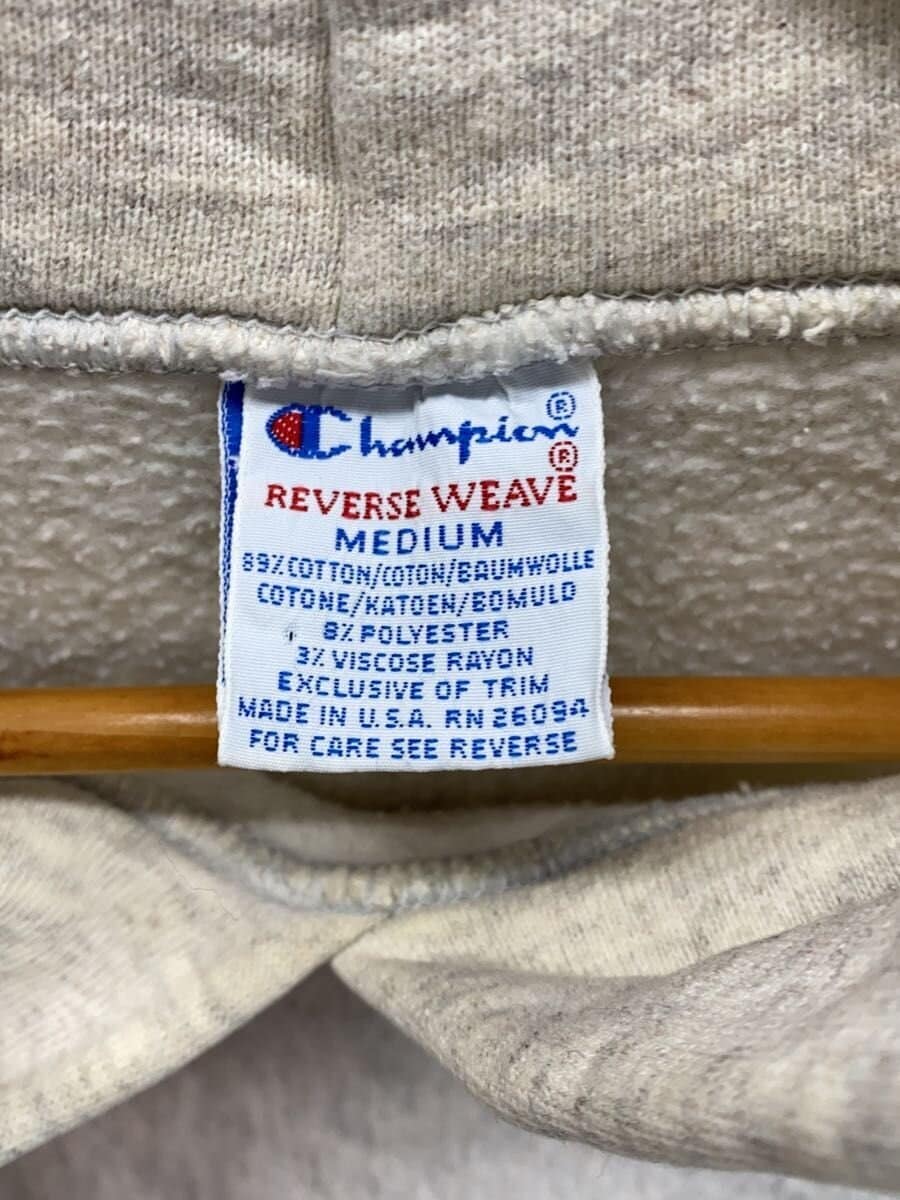 Champion®
REVERSE WEAVE®
MEDIUM
89% COTTON/COTON/BAUMWOLLE
COTONE/KATOEN/BOMULD
8% POLYESTER
3% VISCOSE RAYON
EXCLUSIVE OF TRIM
MADE IN U.S.A. RN 26094
FOR CARE SEE REVERSE